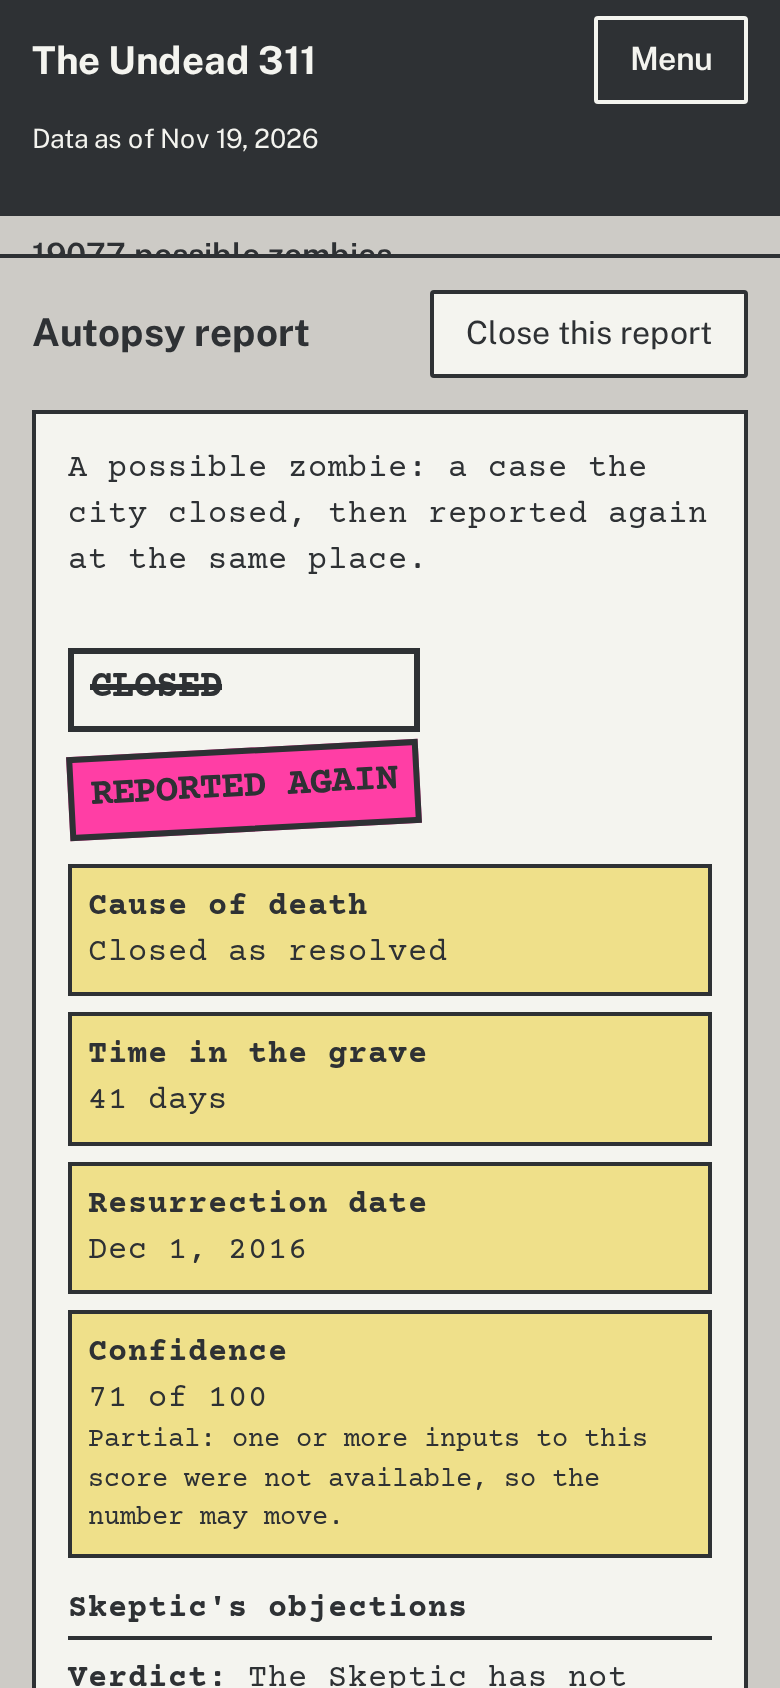 The Undead 311
Menu
Data as of Nov 19, 2026
19077 possible zombies
Autopsy report
Close this report
A possible zombie: a case the
city closed, then reported again
at the same place.
CLOSED
REPORTED AGAIN
Cause of death
Closed as resolved
Time in the grave
41 days
Resurrection date
Dec 1, 2016
Confidence
71 of 100
Partial: one or more inputs to this
score were not available, so the
number may move.
Skeptic's objections
Verdict: The Skeptic has not